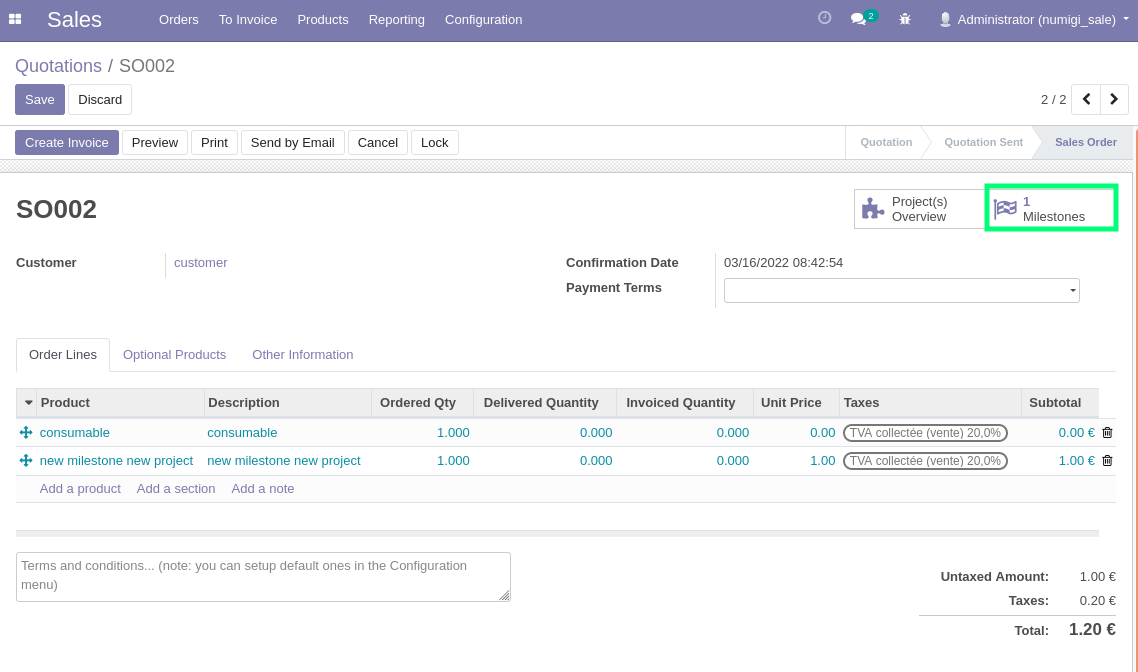 Sales Orders To Invoice Products Reporting Configuration 2 Administrator (numigi_sale)
Quotations / SO002
Save Discard 2 / 2
Create Invoice Preview Print Send by Email Cancel Lock Quotation Quotation Sent Sales Order
SO002
Project(s)
Overview
1
Milestones
Customer customer
Confirmation Date 03/16/2022 08:42:54
Payment Terms
Order Lines Optional Products Other Information
Product Description Ordered Qty Delivered Quantity Invoiced Quantity Unit Price Taxes Subtotal
consumable consumable 1.000 0.000 0.000 0.00 TVA collectée (vente) 20,0% 0.00 €
new milestone new project new milestone new project 1.000 0.000 0.000 1.00 TVA collectée (vente) 20,0% 1.00 €
Add a product Add a section Add a note
Terms and conditions... (note: you can setup default ones in the Configuration
menu)
Untaxed Amount: 1.00 €
Taxes: 0.20 €
Total: 1.20 €